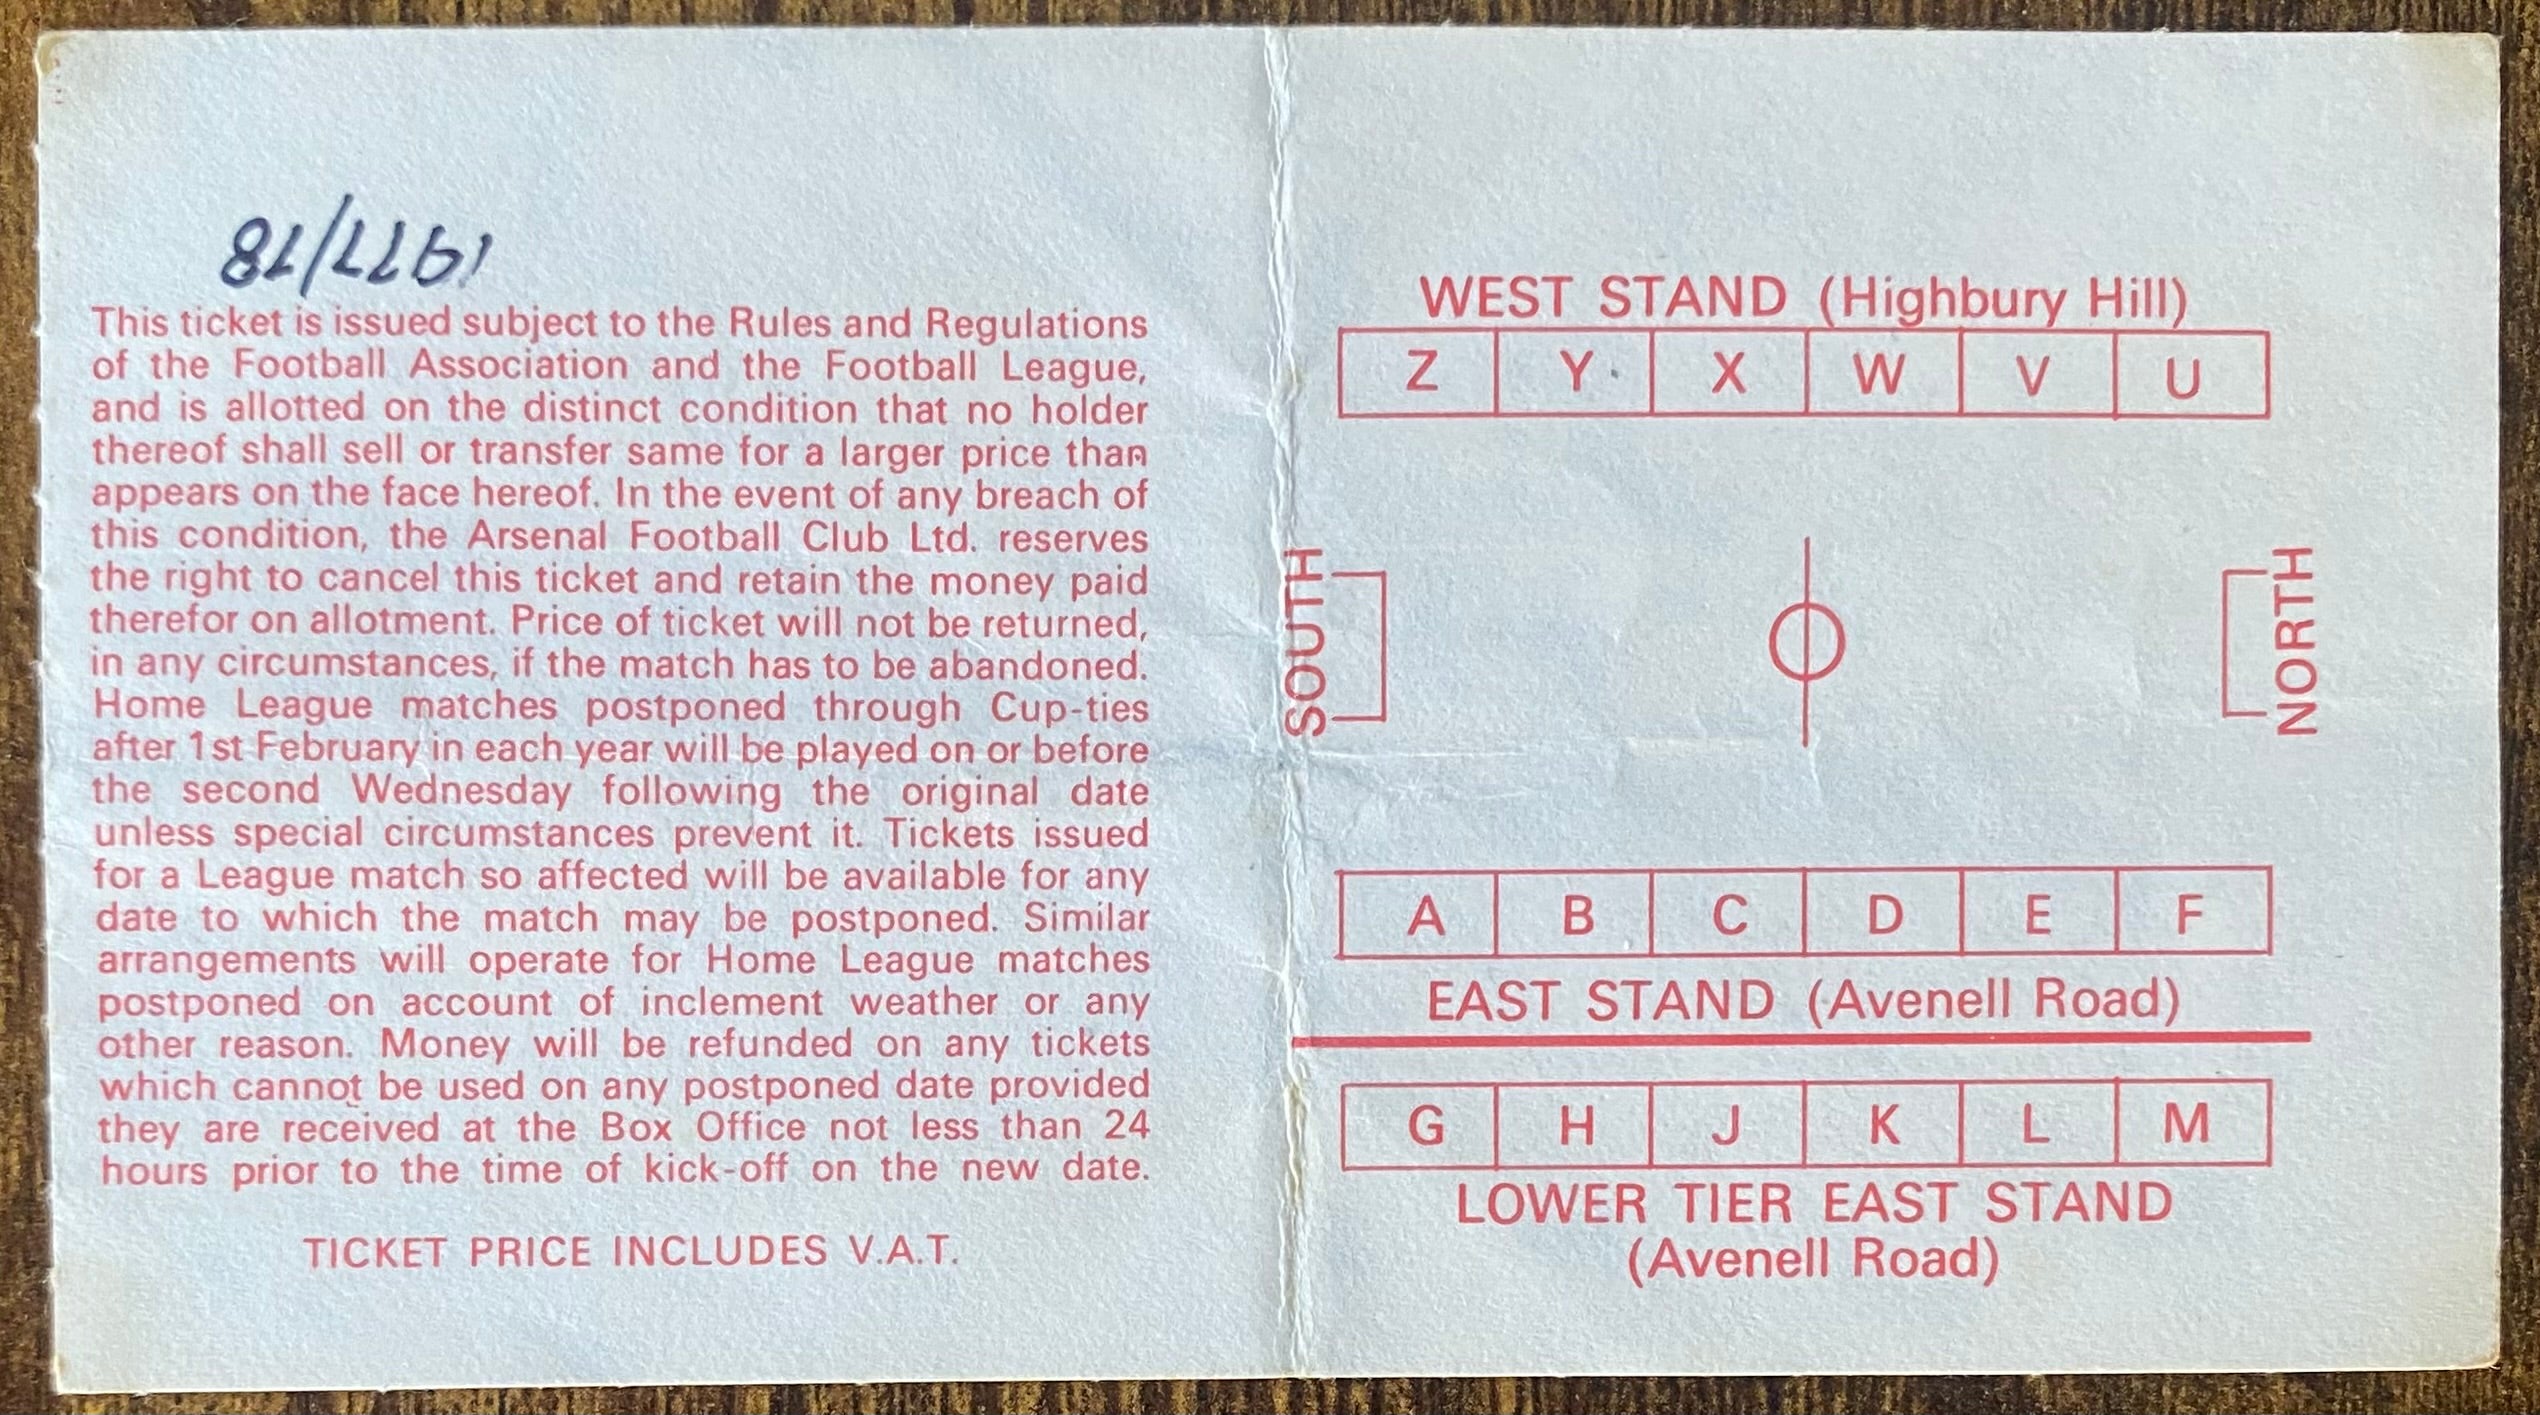 1977/78
This ticket is issued subject to the Rules and Regulations
of the Football Association and the Football League,
and is allotted on the distinct condition that no holder
thereof shall sell or transfer same for a larger price than
appears on the face hereof. In the event of any breach of
this condition, the Arsenal Football Club Ltd. reserves
the right to cancel this ticket and retain the money paid
therefor on allotment. Price of ticket will not be returned,
in any circumstances, if the match has to be abandoned.
Home League matches postponed through Cup-ties
after 1st February in each year will be played on or before
the second Wednesday following the original date
unless special circumstances prevent it. Tickets issued
for a League match so affected will be available for any
date to which the match may be postponed. Similar
arrangements will operate for Home League matches
postponed on account of inclement weather or any
other reason. Money will be refunded on any tickets
which cannot be used on any postponed date provided
they are received at the Box Office not less than 24
hours prior to the time of kick-off on the new date.
TICKET PRICE INCLUDES V.A.T.
WEST STAND (Highbury Hill)
Z Y X W V U
SOUTH
NORTH
A B C D E F
EAST STAND (Avenell Road)
G H J K L M
LOWER TIER EAST STAND
(Avenell Road)